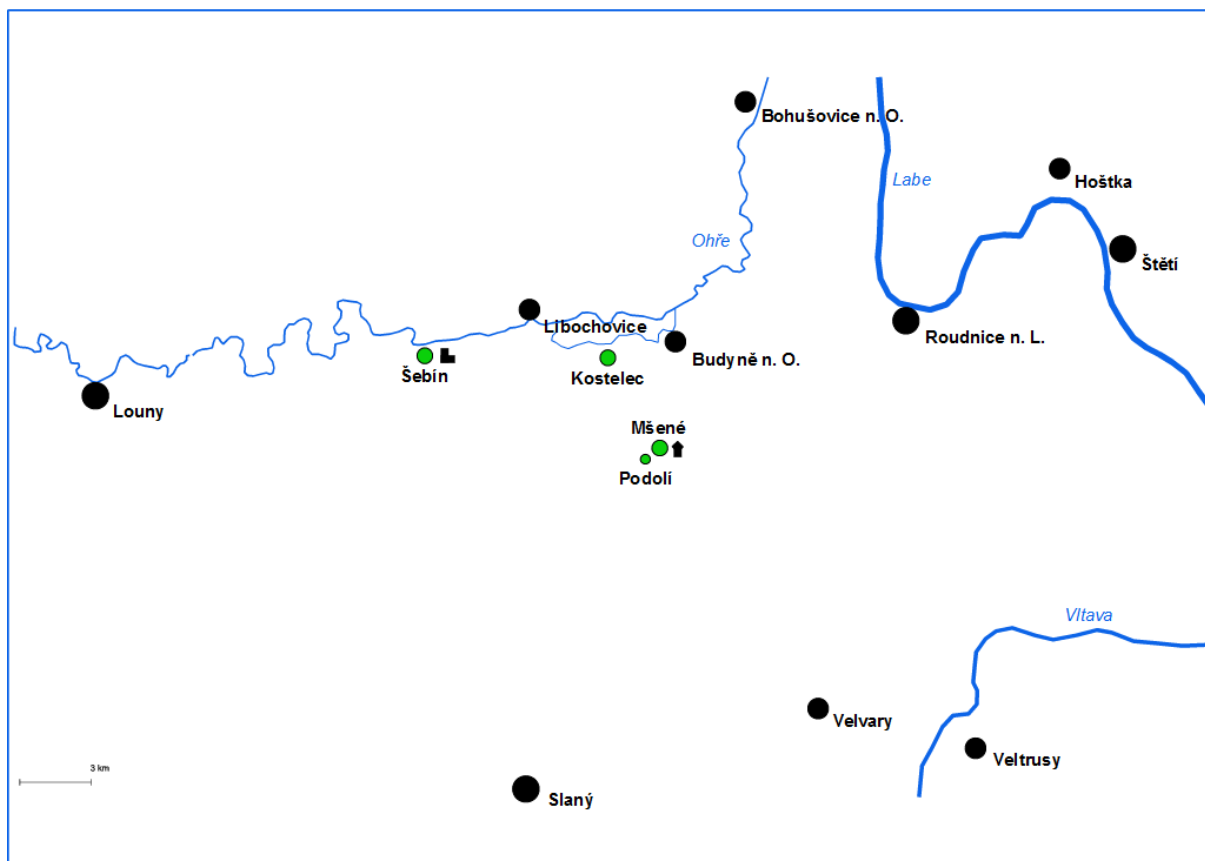 Bohušovice n. O.
Labe
Hoštka
Ohře
Štětí
Libochovice
Roudnice n. L.
Budyně n. O.
Šebín
Kostelec
Louny
Mšené
Podolí
Vltava
Velvary
Veltrusy
3 km
Slaný